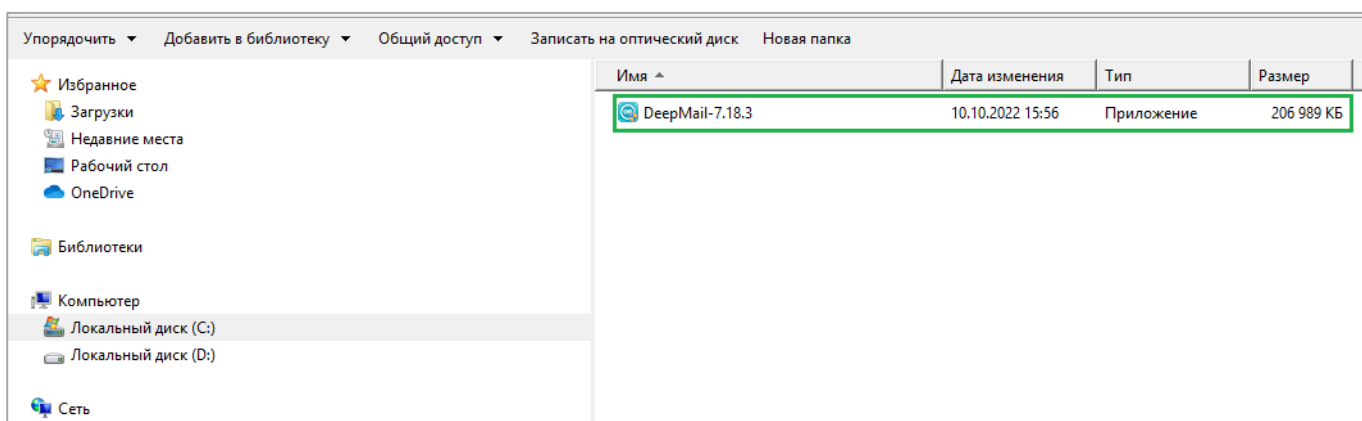 Упорядочить Добавить в библиотеку Общий доступ Записать на оптический диск Новая папка
Избранное
Загрузки
Недавние места
Рабочий стол
OneDrive
Библиотеки
Компьютер
Локальный диск (C:)
Локальный диск (D:)
Сеть
Имя Дата изменения Тип Размер
DeepMail-7.18.3 10.10.2022 15:56 Приложение 206 989 КБ